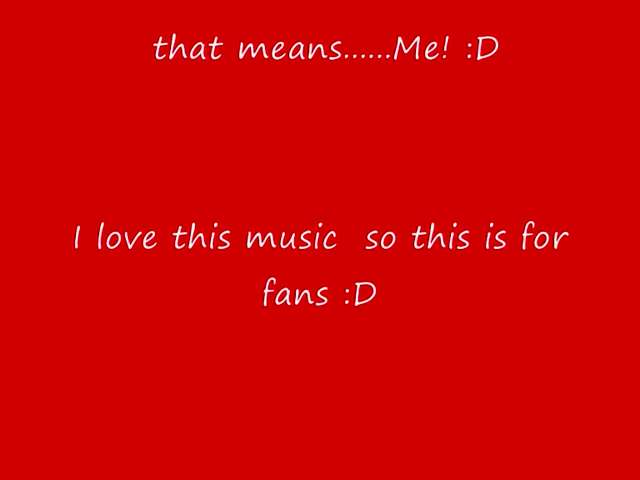 that means......Me! :D
I love this music  so this is for
fans :D